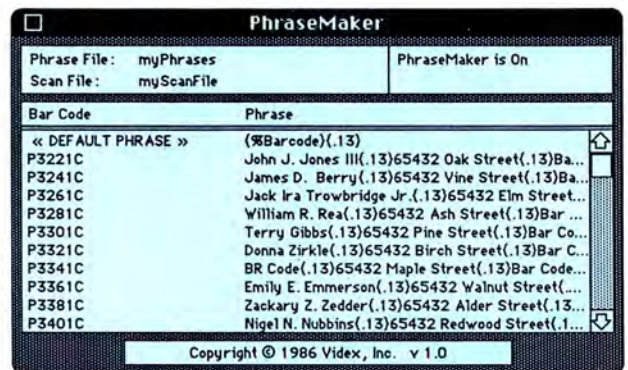 PhraseMaker
Phrase File: myPhrases
Scan File: myScanFile
PhraseMaker is On
Bar Code Phrase
« DEFAULT PHRASE » {%Barcode}{.13}
P3221C John J. Jones III{.13}65432 Oak Street{.13}Ba...
P3241C James D. Berry{.13}65432 Vine Street{.13}Ba...
P3261C Jack Ira Trowbridge Jr.{.13}65432 Elm Street...
P3281C William R. Rea{.13}65432 Ash Street{.13}Bar ...
P3301C Terry Gibbs{.13}65432 Pine Street{.13}Bar Co...
P3321C Donna Zirkle{.13}65432 Birch Street{.13}Bar C...
P3341C BR Code{.13}65432 Maple Street{.13}Bar Code...
P3361C Emily E. Emmerson{.13}65432 Walnut Street{....
P3381C Zackary Z. Zedder{.13}65432 Alder Street{.13...
P3401C Nigel N. Nubbins{.13}65432 Redwood Street{.1...
Copyright © 1986 Videx, Inc. v 1.0